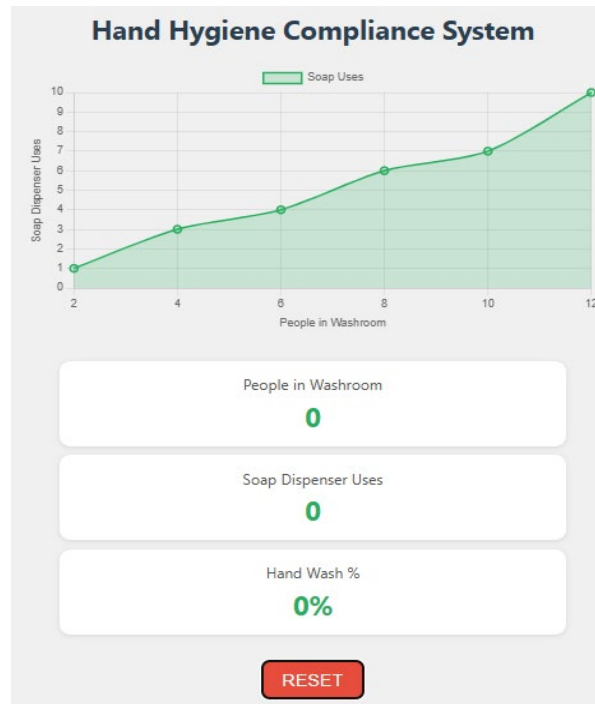 Hand Hygiene Compliance System
Soap Uses
10
9
8
7
6
5
4
3
2
1
0
Soap Dispenser Uses
2 4 6 8 10 12
People in Washroom
People in Washroom
0
Soap Dispenser Uses
0
Hand Wash %
0%
RESET